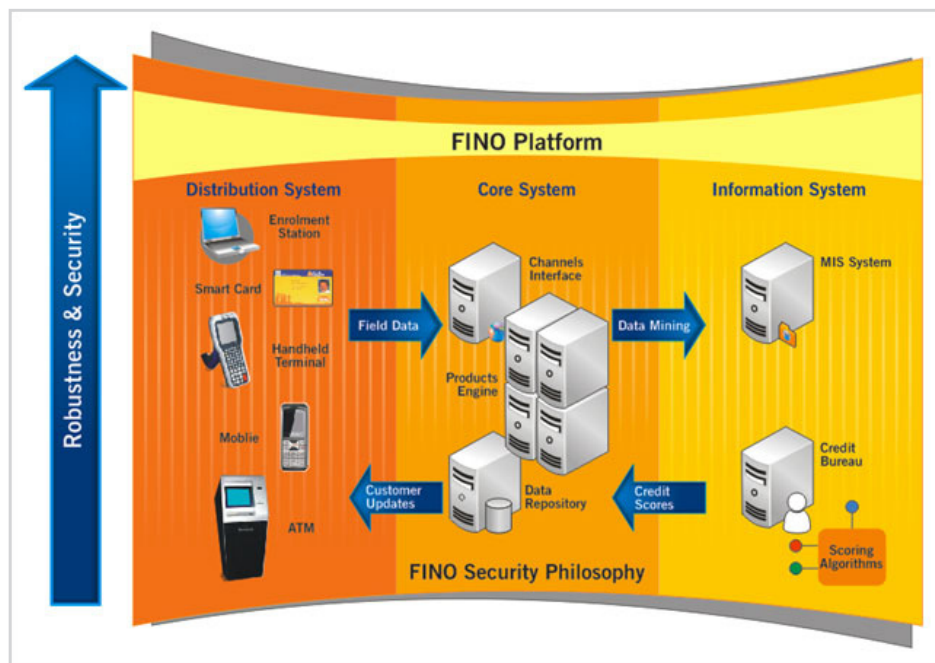 FINO Platform
Robustness & Security
Distribution System
Enrolment
Station
Smart Card
Handheld
Terminal
Moblie
ATM
Field Data
Customer
Updates
Core System
Channels
Interface
Products
Engine
Data
Repository
Data Mining
Credit
Scores
Information System
MIS System
Credit
Bureau
Scoring
Algorithms
FINO Security Philosophy